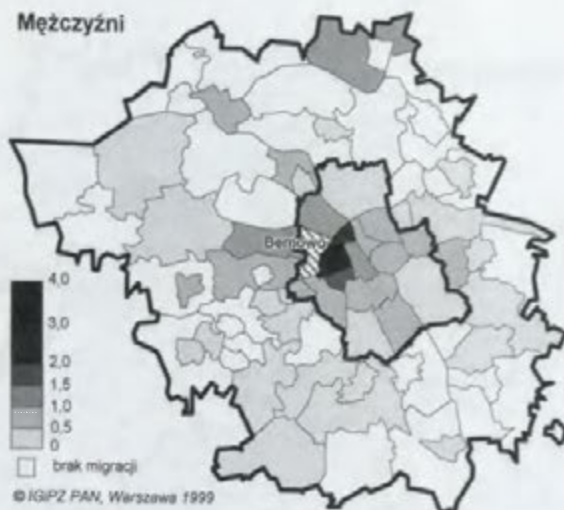 Mężczyźni
Bemowo
4,0
3,0
2,0
1,5
1,0
0,5
0
brak migracji
© IGiPZ PAN, Warszawa 1999